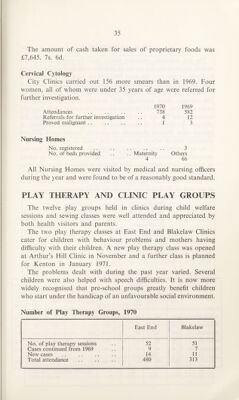 35
The amount of cash taken for sales of proprietary foods was
£7,645. 7s. 6d.
Cervical Cytology
City Clinics carried out 156 more smears than in 1969. Four
women, all of whom were under 35 years of age were referred for
further investigation.
1970 1969
Attendances 738 582
Referrals for further investigation .. 4 12
Proved malignant .. .. .. .. 1 3
Nursing Homes
No. registered .. .. .. 3
No. of beds provided .. .. Maternity Others
4 66
All Nursing Homes were visited by medical and nursing officers
during the year and were found to be of a reasonably good standard.
PLAY THERAPY AND CLINIC PLAY GROUPS
The twelve play groups held in clinics during child welfare
sessions and sewing classes were well attended and appreciated by
both health visitors and parents.
The two play therapy classes at East End and Blakelaw Clinics
cater for children with behaviour problems and mothers having
difficulty with their children. A new play therapy class was opened
at Arthur's Hill Clinic in November and a further class is planned
for Kenton in January 1971.
The problems dealt with during the past year varied. Several
children were also helped with speech difficulties. It is now more
widely recognised that pre-school groups greatly benefit children
who start under the handicap of an unfavourable social environment.
Number of Play Therapy Groups, 1970
East End Blakelaw
No. of play therapy sessions .. 52 51
Cases continued from 1969 .. 9 7
New cases .. .. .. .. 14 11
Total attendance .. .. .. 440 313